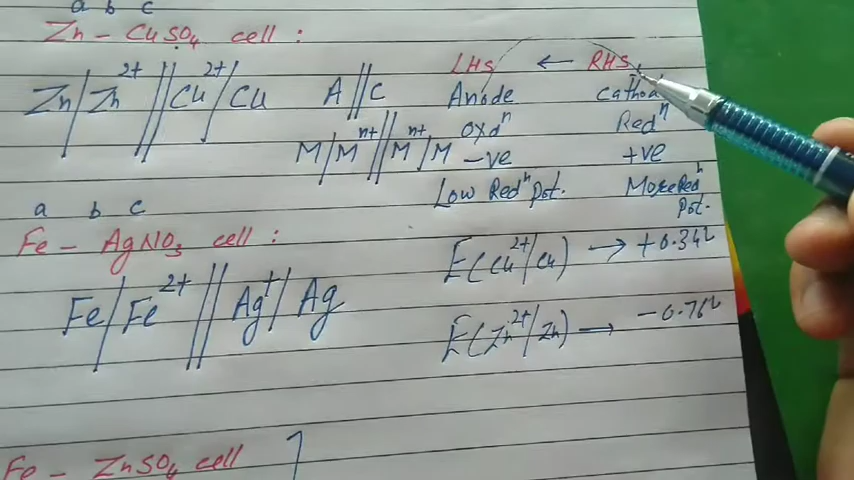 a b c
Zn - CuSO₄ cell :
Zn/Zn²⁺//Cu²⁺/Cu
A//C
M/Mⁿ⁺//Mⁿ⁺/M
LHS ← RHS
Anode Cathod
Oxdⁿ Redⁿ
-ve +ve
Low Redⁿ pot. More Redⁿ
Pot.
a b c
Fe - AgNO₃ cell :
Fe/Fe²⁺//Ag⁺/Ag
E(Cu²⁺/Cu) → +0.34V
E(Zn²⁺/Zn) → -0.76V
Fe - ZnSO₄ cell